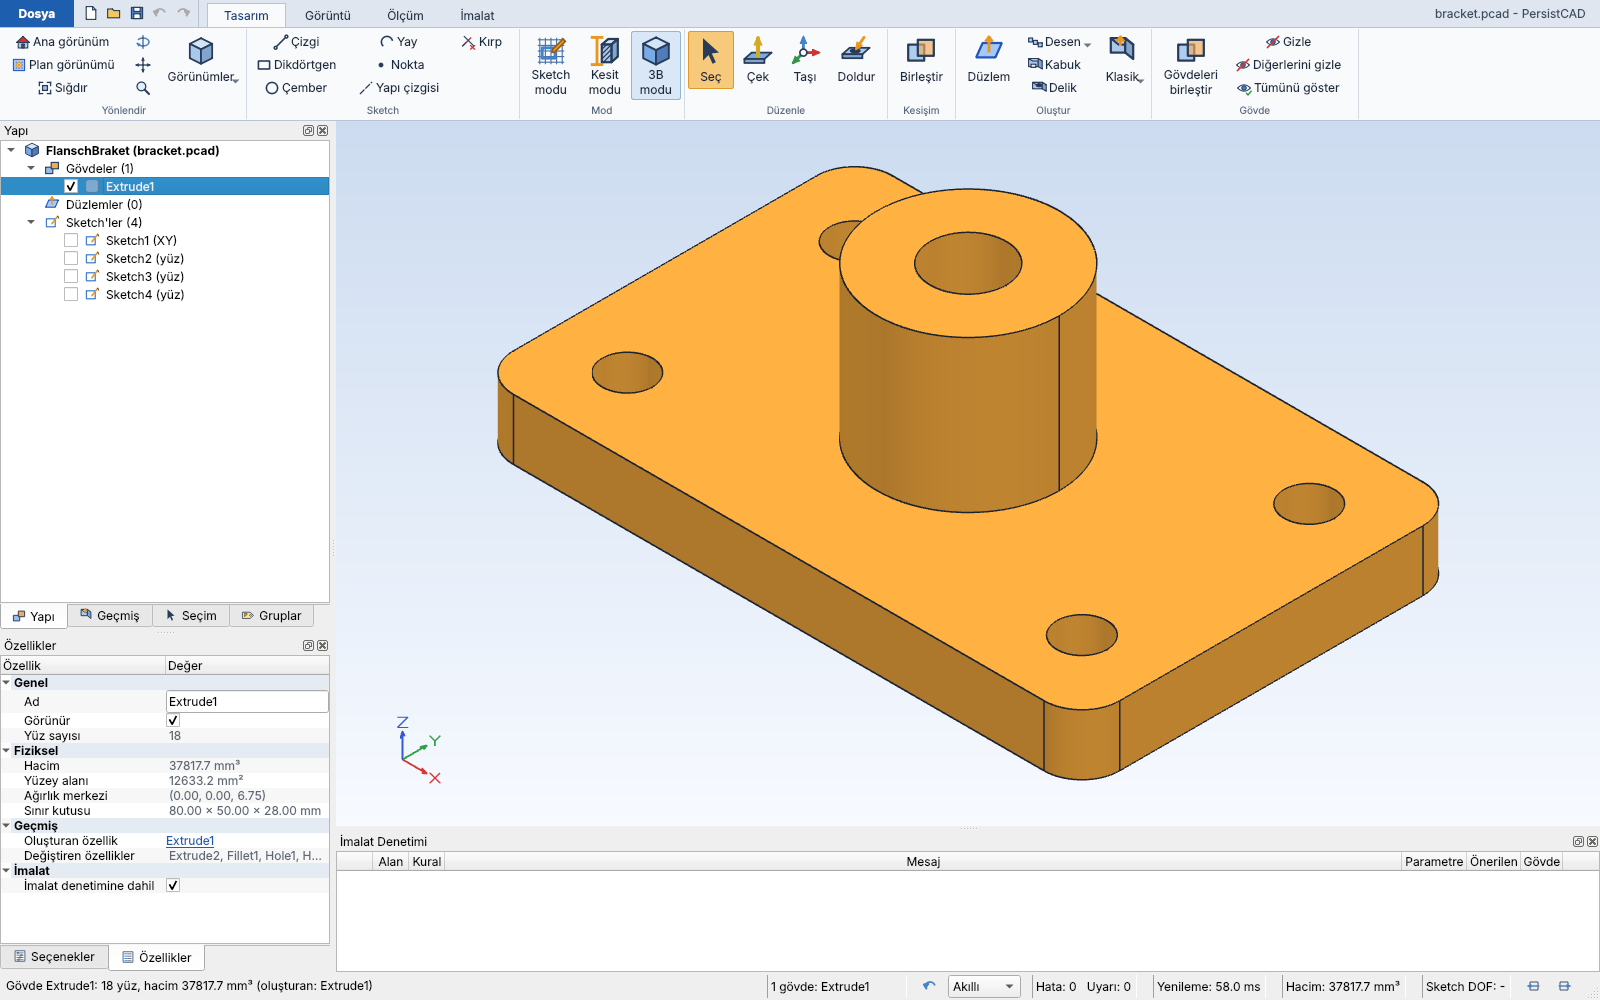 Dosya
Tasarım
Görüntü
Ölçüm
İmalat
bracket.pcad - PersistCAD
Ana görünüm
Plan görünümü
Sığdır
Görünümler
Yönlendir
Çizgi
Dikdörtgen
Çember
Yay
Nokta
Yapı çizgisi
Kırp
Sketch
Sketch
modu
Kesit
modu
3B
modu
Mod
Seç
Çek
Taşı
Doldur
Düzenle
Birleştir
Kesişim
Düzlem
Desen
Kabuk
Delik
Klasik
Oluştur
Gövdeleri
birleştir
Gizle
Diğerlerini gizle
Tümünü göster
Gövde
Yapı
FlanschBraket (bracket.pcad)
Gövdeler (1)
Extrude1
Düzlemler (0)
Sketch'ler (4)
Sketch1 (XY)
Sketch2 (yüz)
Sketch3 (yüz)
Sketch4 (yüz)
Yapı
Geçmiş
Seçim
Gruplar
Özellikler
Özellik Değer
Genel
Ad Extrude1
Görünür
Yüz sayısı 18
Fiziksel
Hacim 37817.7 mm³
Yüzey alanı 12633.2 mm²
Ağırlık merkezi (0.00, 0.00, 6.75)
Sınır kutusu 80.00 × 50.00 × 28.00 mm
Geçmiş
Oluşturan özellik Extrude1
Değiştiren özellikler Extrude2, Fillet1, Hole1, H...
İmalat
İmalat denetimine dahil
Seçenekler
Özellikler
Z
Y
X
İmalat Denetimi
Alan Kural Mesaj Parametre Önerilen Gövde
Gövde Extrude1: 18 yüz, hacim 37817.7 mm³ (oluşturan: Extrude1)
1 gövde: Extrude1
Akıllı
Hata: 0 Uyarı: 0
Yenileme: 58.0 ms
Hacim: 37817.7 mm³
Sketch DOF: -